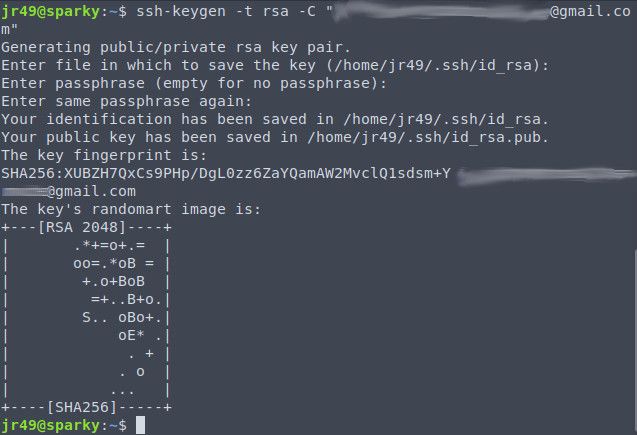 jr49@sparky:~$ ssh-keygen -t rsa -C "@gmail.co
m"
Generating public/private rsa key pair.
Enter file in which to save the key (/home/jr49/.ssh/id_rsa):
Enter passphrase (empty for no passphrase):
Enter same passphrase again:
Your identification has been saved in /home/jr49/.ssh/id_rsa.
Your public key has been saved in /home/jr49/.ssh/id_rsa.pub.
The key fingerprint is:
SHA256:XUBZH7QxCs9PHp/DgL0zz6ZaYQamAW2MvclQ1sdsm+Y
@gmail.com
The key's randomart image is:
+---[RSA 2048]----+
|        .*+=o+.=  |
|        oo=.*oB = |
|         +.o+BoB  |
|          =+..B+o.|
|         S.. oBo+.|
|             oE* .|
|              . + |
|             . o  |
|            ...   |
+----[SHA256]-----+
jr49@sparky:~$